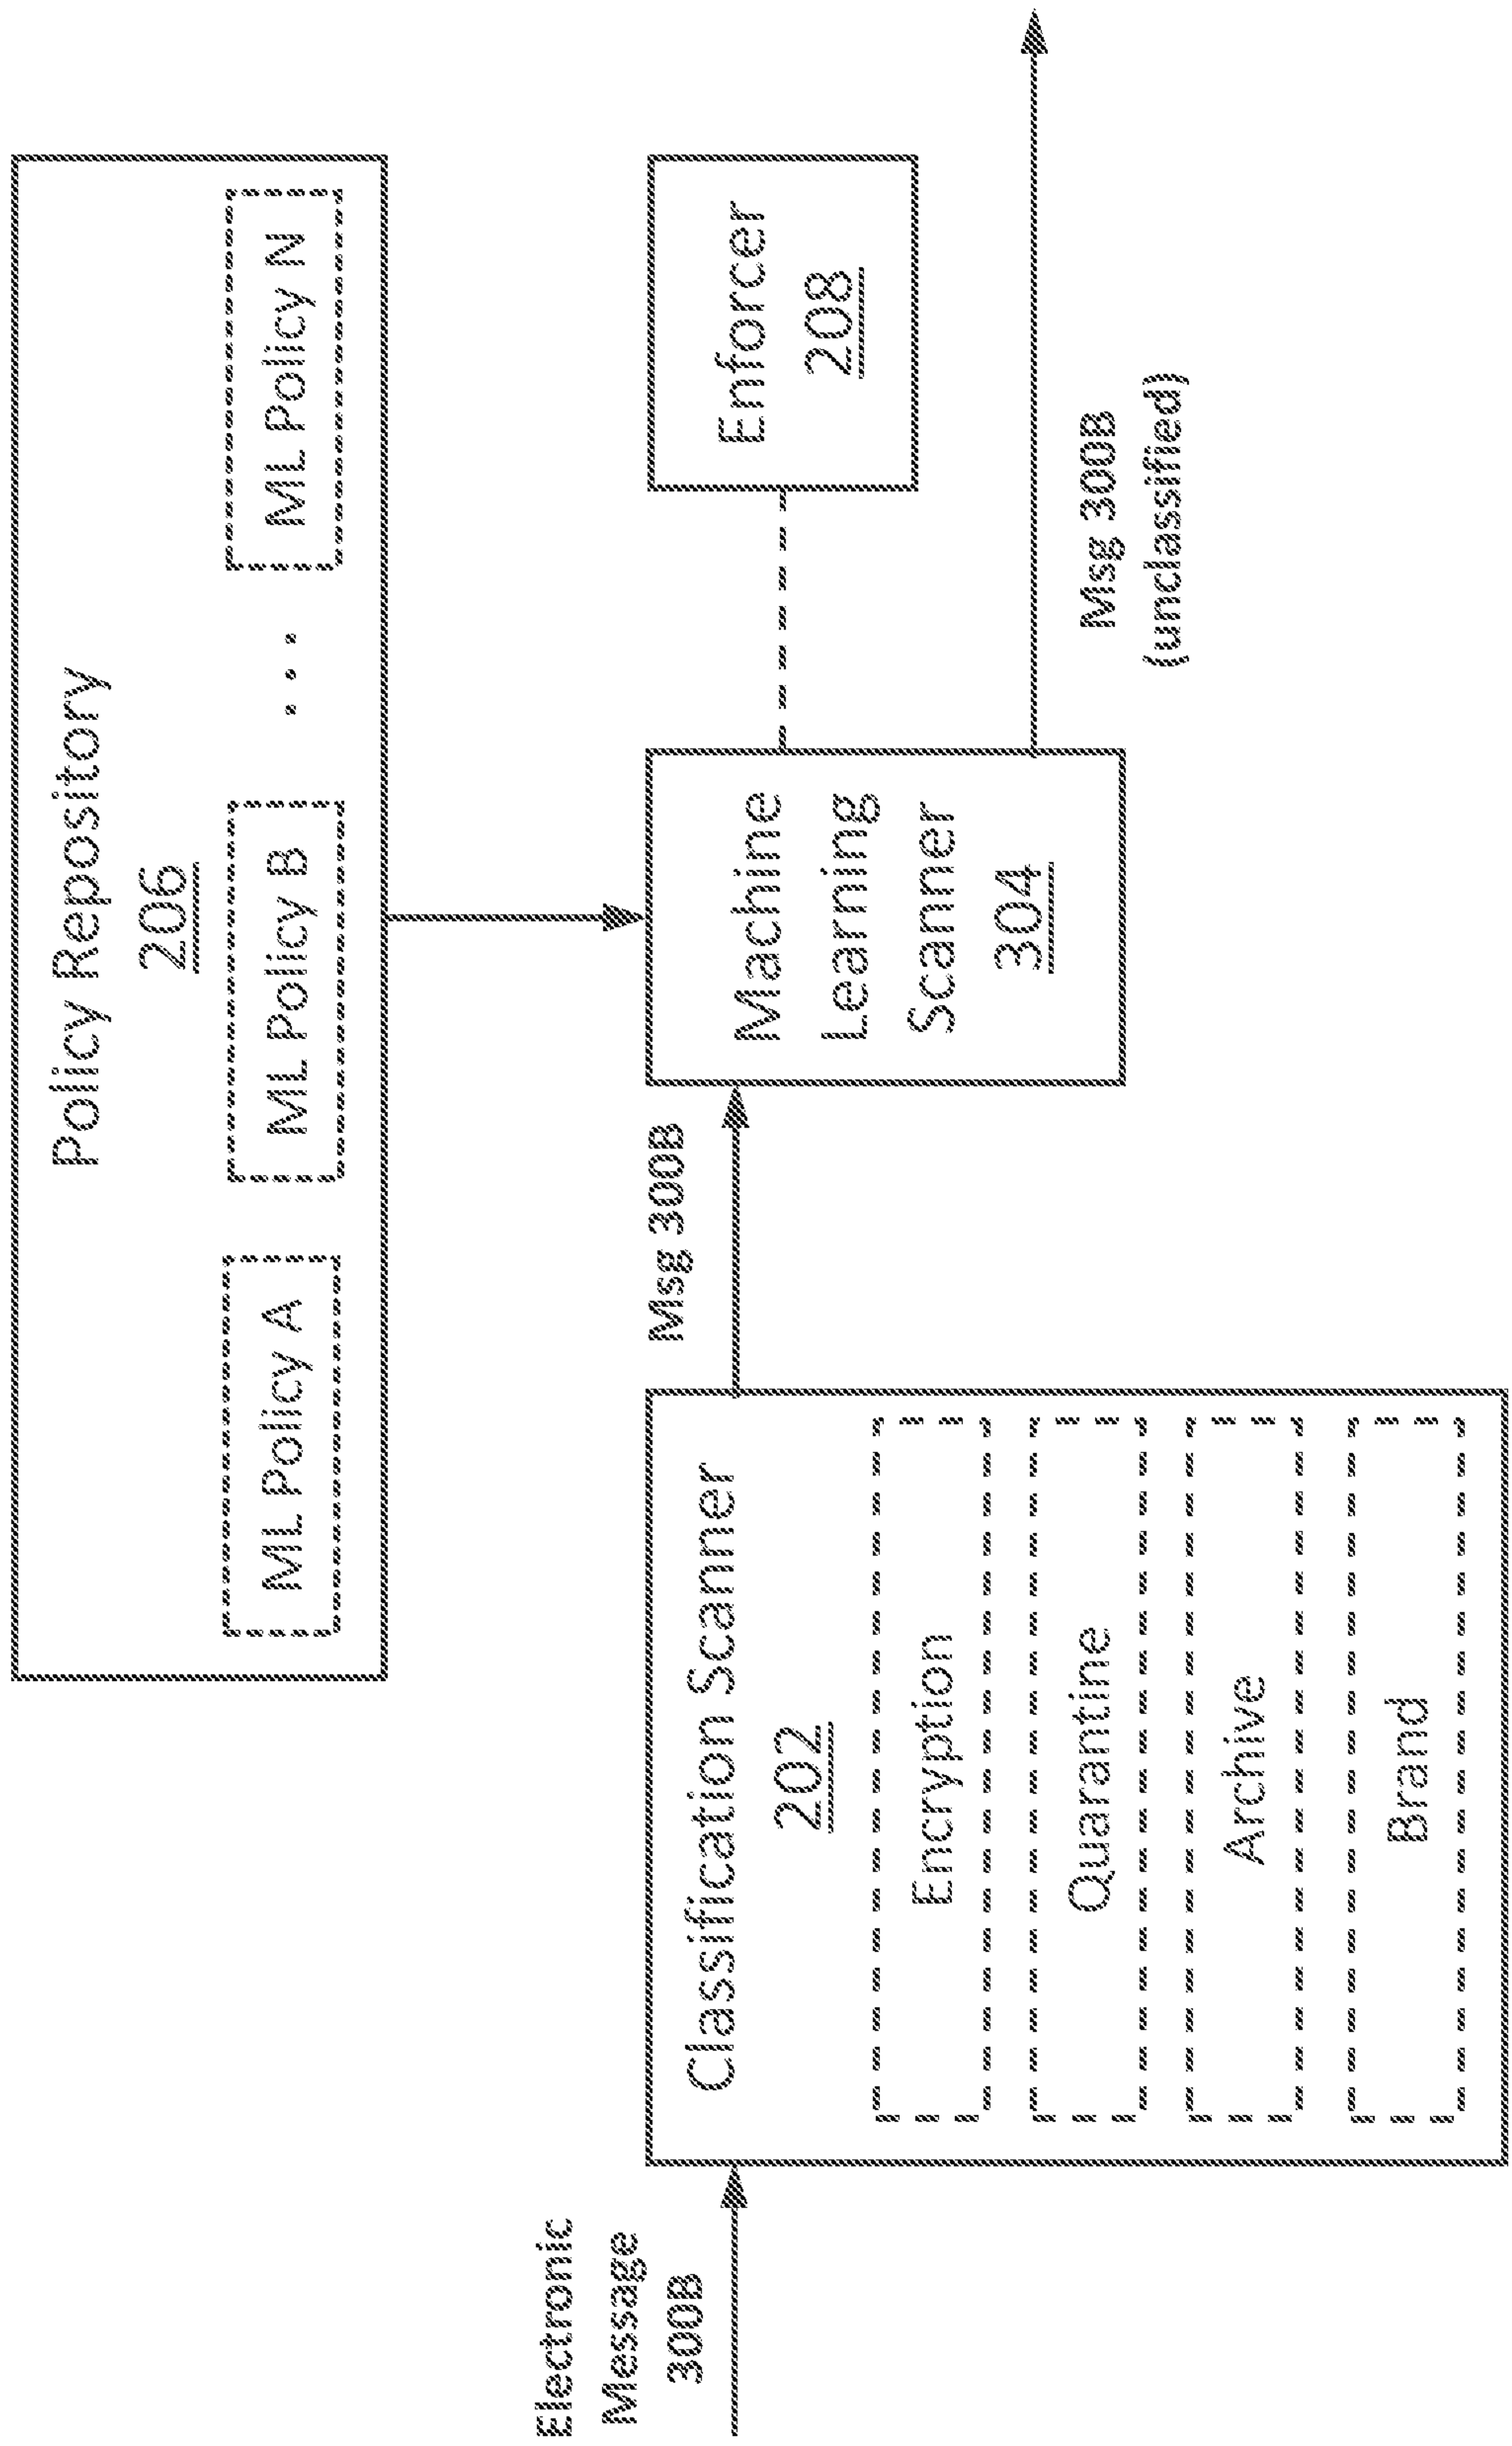 Policy Repository
206
ML Policy A
ML Policy B
. . .
ML Policy N
Electronic
Message
300B
Classification Scanner
202
Encryption
Quarantine
Archive
Brand
Msg 300B
Machine
Learning
Scanner
304
Enforcer
208
Msg 300B
(unclassified)